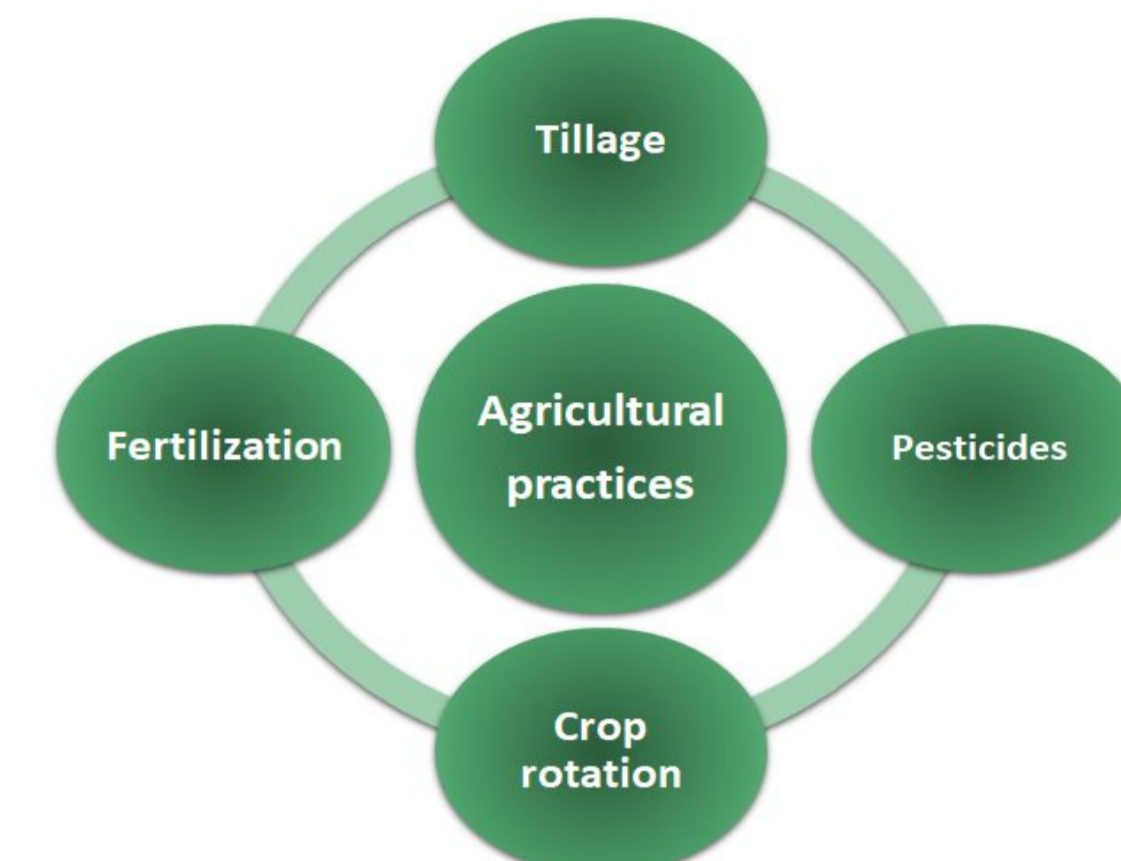 Tillage
Fertilization
Agricultural
practices
Pesticides
Crop
rotation